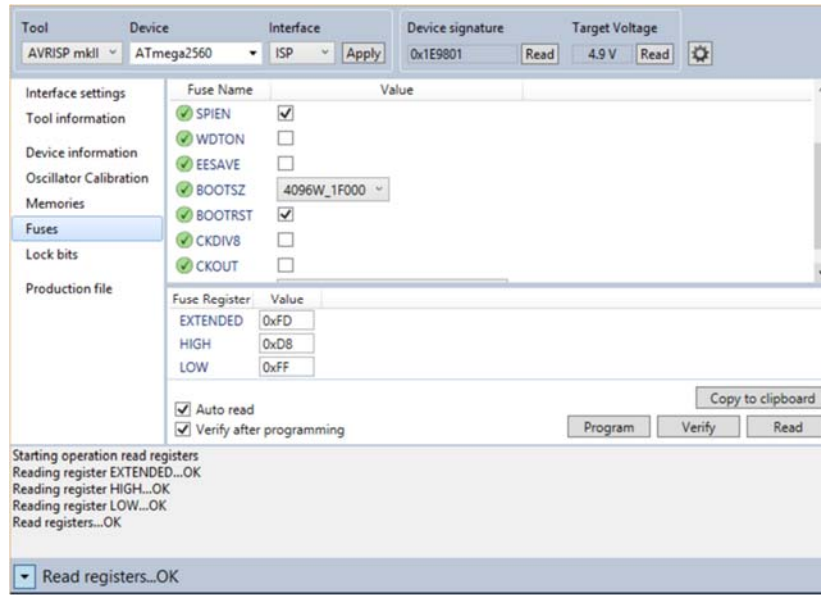 Tool Device Interface Device signature Target Voltage
AVRISP mkII ATmega2560 ISP Apply 0x1E9801 Read 4.9 V Read
Interface settings
Tool information
Device information
Oscillator Calibration
Memories
Fuses
Lock bits
Production file
Fuse Name Value
SPIEN
WDTON
EESAVE
BOOTSZ 4096W_1F000
BOOTRST
CKDIV8
CKOUT
Fuse Register Value
EXTENDED 0xFD
HIGH 0xD8
LOW 0xFF
Auto read
Verify after programming
Copy to clipboard
Program Verify Read
Starting operation read registers
Reading register EXTENDED...OK
Reading register HIGH...OK
Reading register LOW...OK
Read registers...OK
Read registers...OK